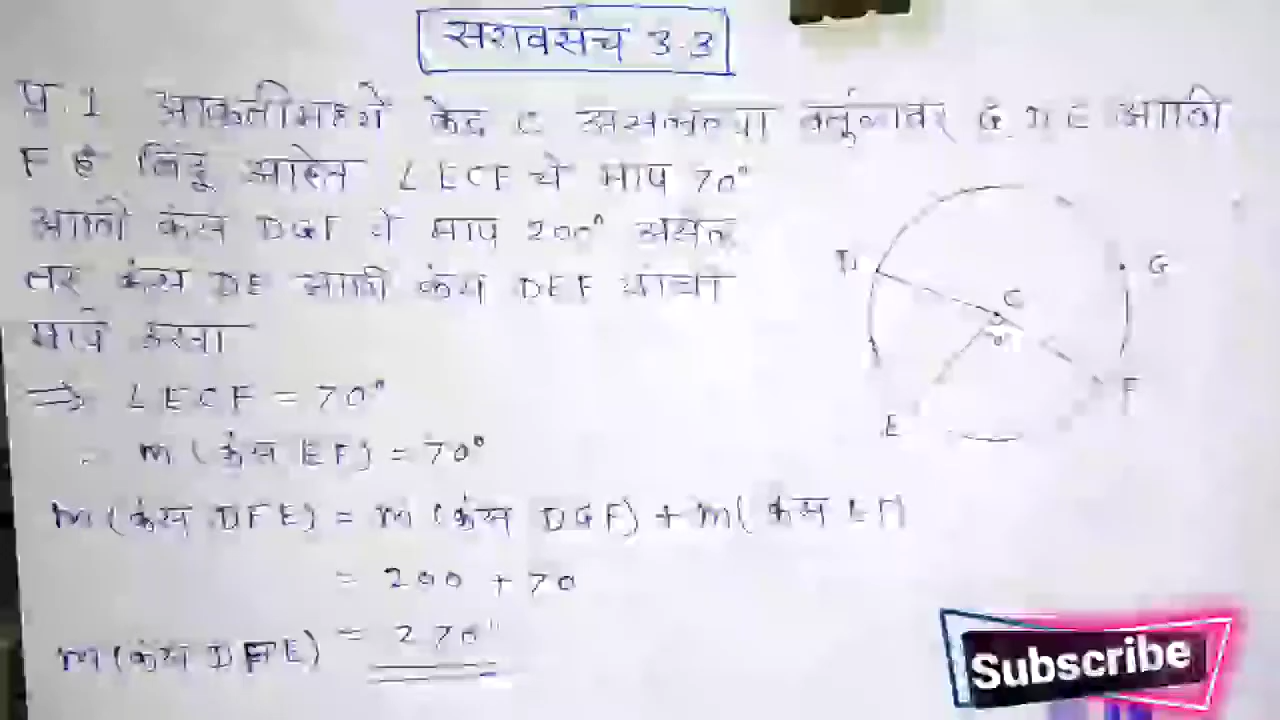 सरावसंच 3.3
प्र. 1 आकृतीमध्ये केंद्र C असलेल्या वर्तुळावर G D E आणि
F हे बिंदू आहेत ∠ECF चे माप 70°
आणि कंस DGF चे माप 200° असेल
तर कंस DE आणि कंस DEF यांची
मापे करा
⇒ ∠ECF = 70°
∴ m (कंस EF) = 70°
m (कंस DFE) = m (कंस DGF) + m( कंस EF)
= 200 + 70
m (कंस DFE) = 270°
D
G
C
70°
F
E
Subscribe